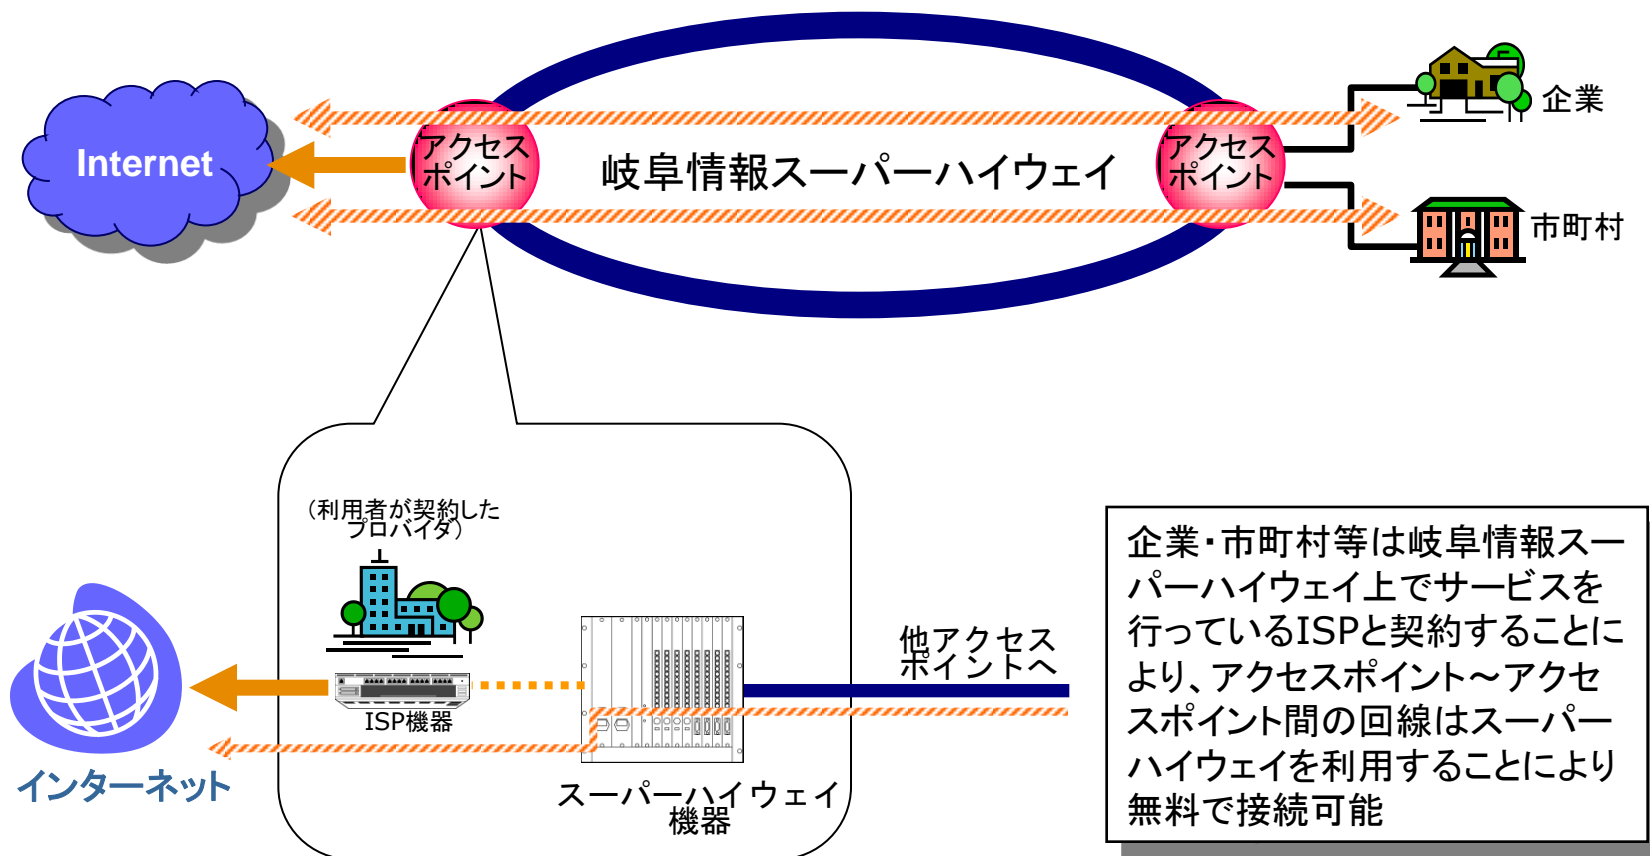 Internet
アクセス
ポイント
岐阜情報スーパーハイウェイ
アクセス
ポイント
企業
市町村
(利用者が契約した
プロバイダ)
ISP機器
インターネット
スーパーハイウェイ
機器
他アクセス
ポイントへ
企業・市町村等は岐阜情報スー
パーハイウェイ上でサービスを
行っているISPと契約することに
より、アクセスポイント～アクセ
スポイント間の回線はスーパー
ハイウェイを利用することにより
無料で接続可能